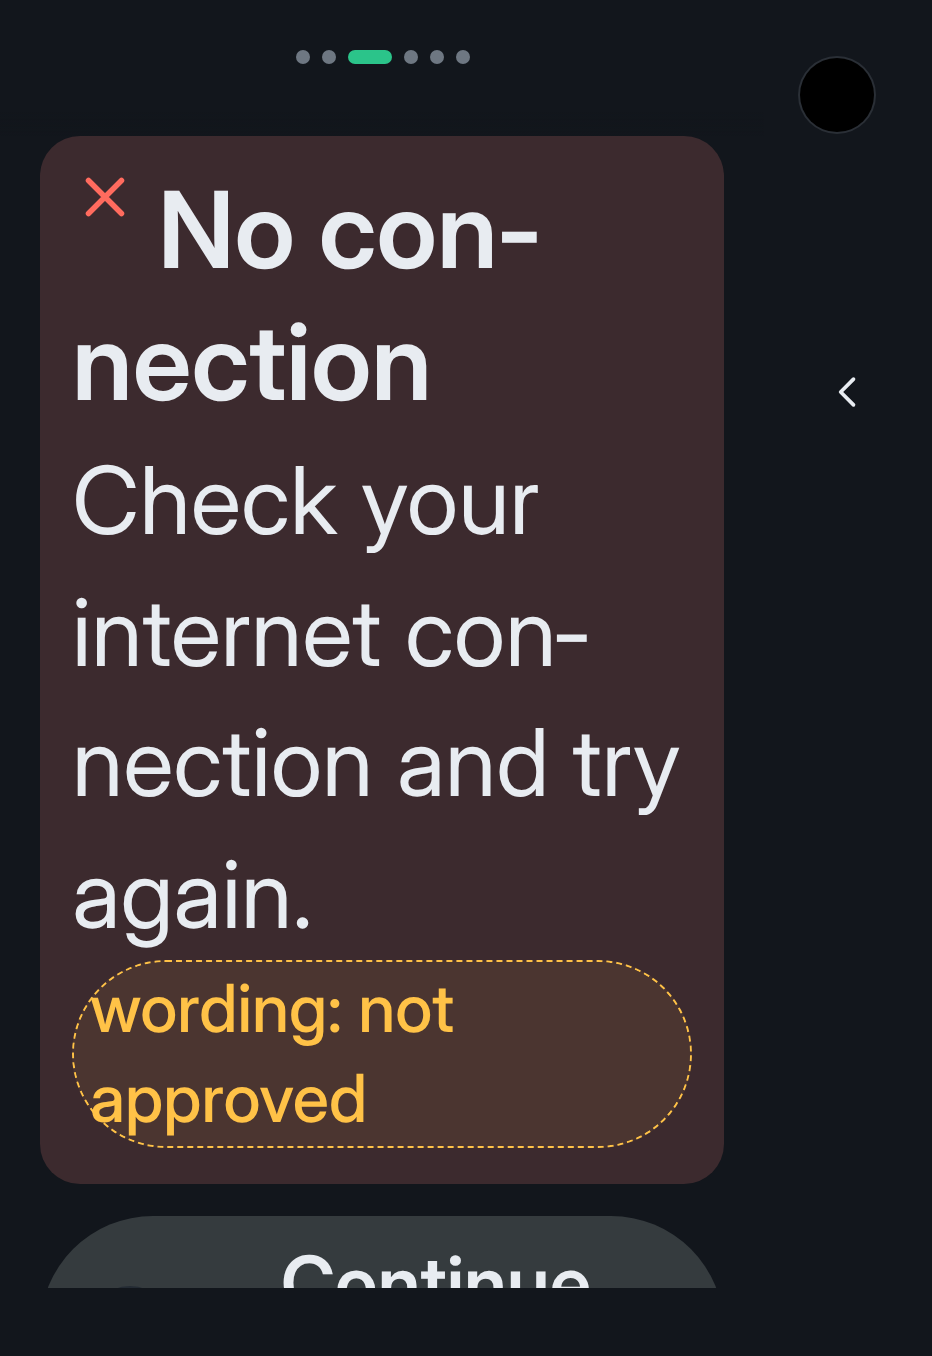 No con-
nection
Check your
internet con-
nection and try
again.
wording: not
approved
Continue